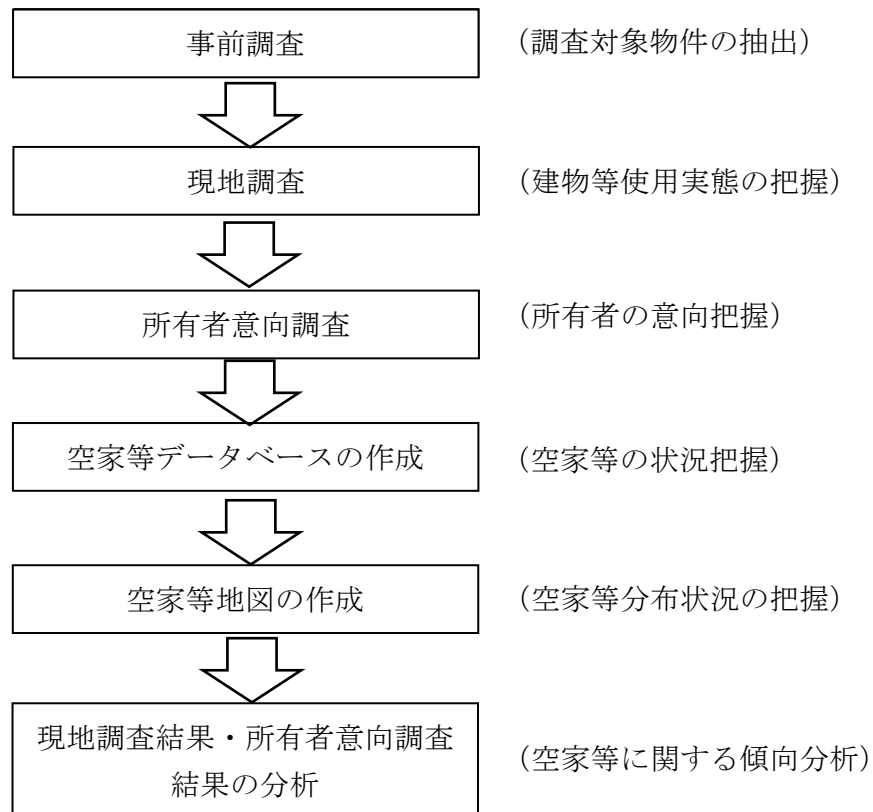 事前調査
（調査対象物件の抽出）
現地調査
（建物等使用実態の把握）
所有者意向調査
（所有者の意向把握）
空家等データベースの作成
（空家等の状況把握）
空家等地図の作成
（空家等分布状況の把握）
現地調査結果・所有者意向調査
結果の分析
（空家等に関する傾向分析）